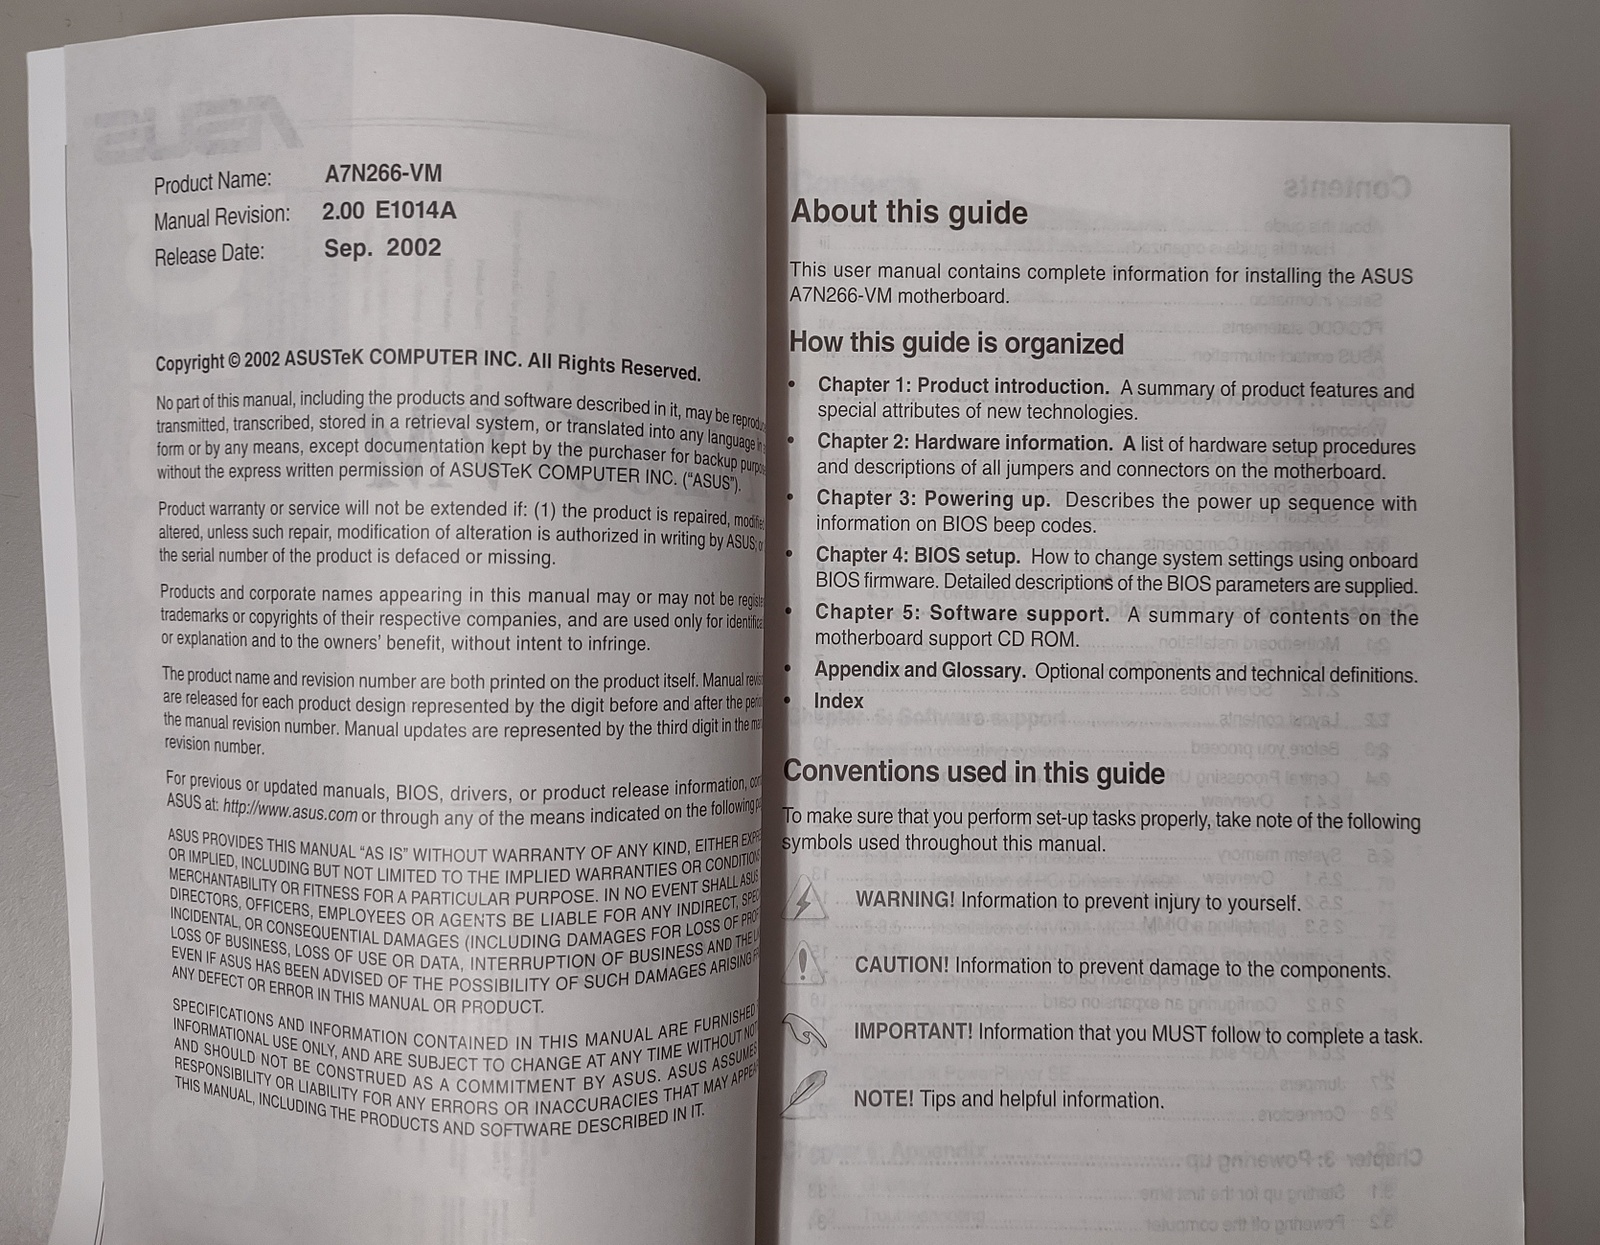 Product Name: A7N266-VM
Manual Revision: 2.00 E1014A
Release Date: Sep. 2002
Copyright © 2002 ASUSTeK COMPUTER INC. All Rights Reserved.
No part of this manual, including the products and software described in it, may be
transmitted, transcribed, stored in a retrieval system, or translated into any language in
form or by any means, except documentation kept by the purchaser for backup
without the express written permission of ASUSTeK COMPUTER INC. (“ASUS”).
Product warranty or service will not be extended if: (1) the product is repaired,
altered, unless such repair, modification of alteration is authorized in writing by ASUS;
the serial number of the product is defaced or missing.
Products and corporate names appearing in this manual may or may not be
trademarks or copyrights of their respective companies, and are used only for
or explanation and to the owners’ benefit, without intent to infringe.
The product name and revision number are both printed on the product itself. Manual
are released for each product design represented by the digit before and after the
the manual revision number. Manual updates are represented by the third digit in the
revision number.
For previous or updated manuals, BIOS, drivers, or product release information,
ASUS at: http://www.asus.com or through any of the means indicated on the following
ASUS PROVIDES THIS MANUAL “AS IS” WITHOUT WARRANTY OF ANY KIND, EITHER
OR IMPLIED, INCLUDING BUT NOT LIMITED TO THE IMPLIED WARRANTIES OR
MERCHANTABILITY OR FITNESS FOR A PARTICULAR PURPOSE. IN NO EVENT SHALL ASUS
DIRECTORS, OFFICERS, EMPLOYEES OR AGENTS BE LIABLE FOR ANY INDIRECT,
INCIDENTAL, OR CONSEQUENTIAL DAMAGES (INCLUDING DAMAGES FOR LOSS OF
LOSS OF BUSINESS, LOSS OF USE OR DATA, INTERRUPTION OF BUSINESS AND THE
EVEN IF ASUS HAS BEEN ADVISED OF THE POSSIBILITY OF SUCH DAMAGES ARISING
ANY DEFECT OR ERROR IN THIS MANUAL OR PRODUCT.
SPECIFICATIONS AND INFORMATION CONTAINED IN THIS MANUAL ARE FURNISHED
INFORMATIONAL USE ONLY, AND ARE SUBJECT TO CHANGE AT ANY TIME WITHOUT
AND SHOULD NOT BE CONSTRUED AS A COMMITMENT BY ASUS. ASUS ASSUMES
RESPONSIBILITY OR LIABILITY FOR ANY ERRORS OR INACCURACIES THAT MAY
THIS MANUAL, INCLUDING THE PRODUCTS AND SOFTWARE DESCRIBED IN IT.
About this guide
This user manual contains complete information for installing the ASUS
A7N266-VM motherboard.
How this guide is organized
• Chapter 1: Product introduction. A summary of product features and
special attributes of new technologies.
• Chapter 2: Hardware information. A list of hardware setup procedures
and descriptions of all jumpers and connectors on the motherboard.
• Chapter 3: Powering up. Describes the power up sequence with
information on BIOS beep codes.
• Chapter 4: BIOS setup. How to change system settings using onboard
BIOS firmware. Detailed descriptions of the BIOS parameters are supplied.
• Chapter 5: Software support. A summary of contents on the
motherboard support CD ROM.
• Appendix and Glossary. Optional components and technical definitions.
• Index
Conventions used in this guide
To make sure that you perform set-up tasks properly, take note of the following
symbols used throughout this manual.
WARNING! Information to prevent injury to yourself.
CAUTION! Information to prevent damage to the components.
IMPORTANT! Information that you MUST follow to complete a task.
NOTE! Tips and helpful information.